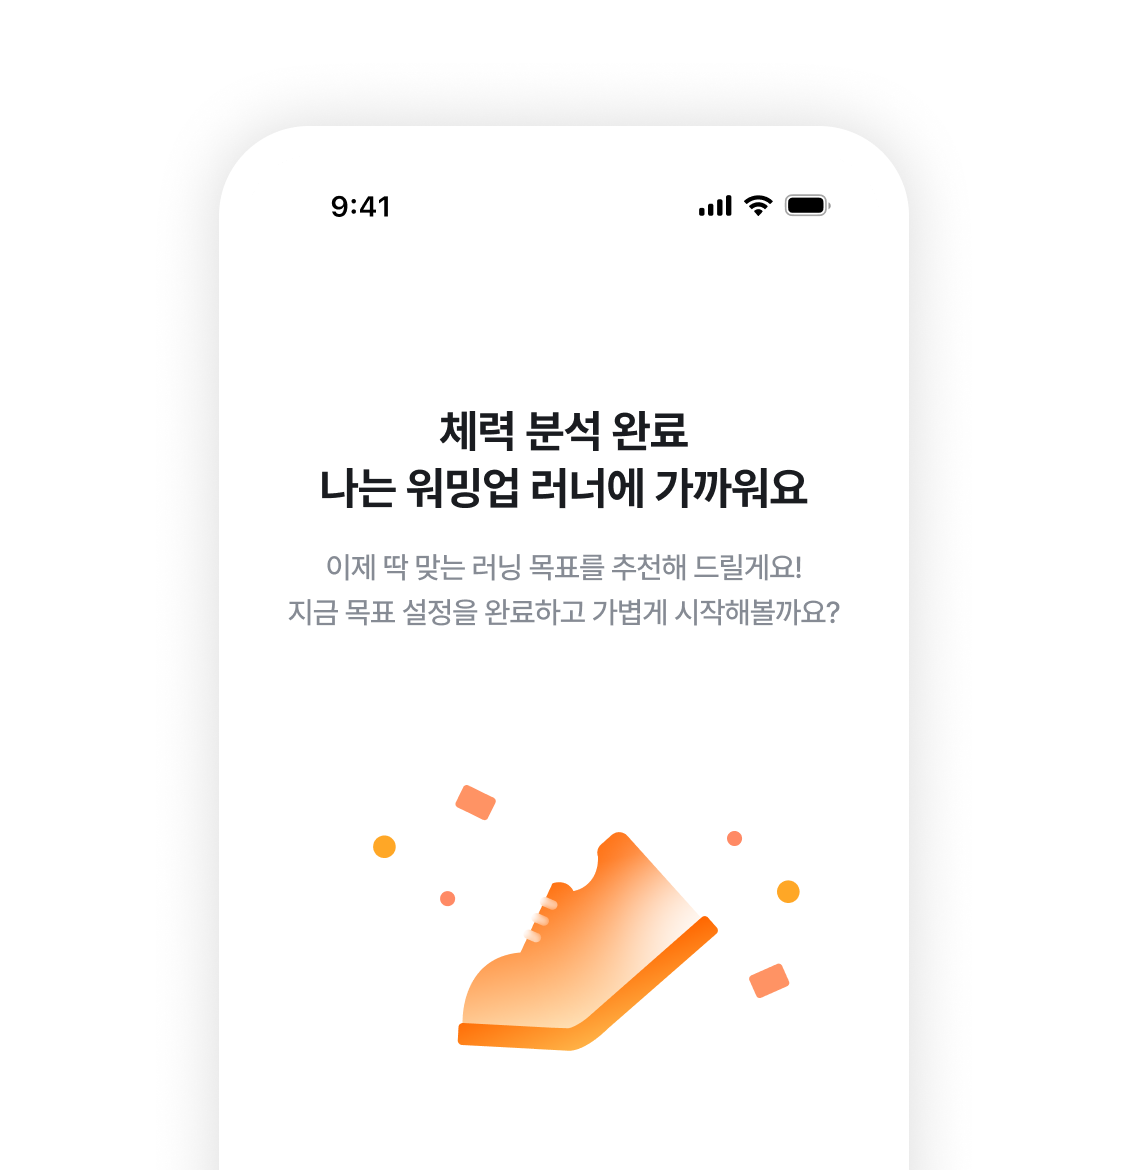 9:41
체력 분석 완료
나는 워밍업 러너에 가까워요
이제 딱 맞는 러닝 목표를 추천해 드릴게요!
지금 목표 설정을 완료하고 가볍게 시작해볼까요?